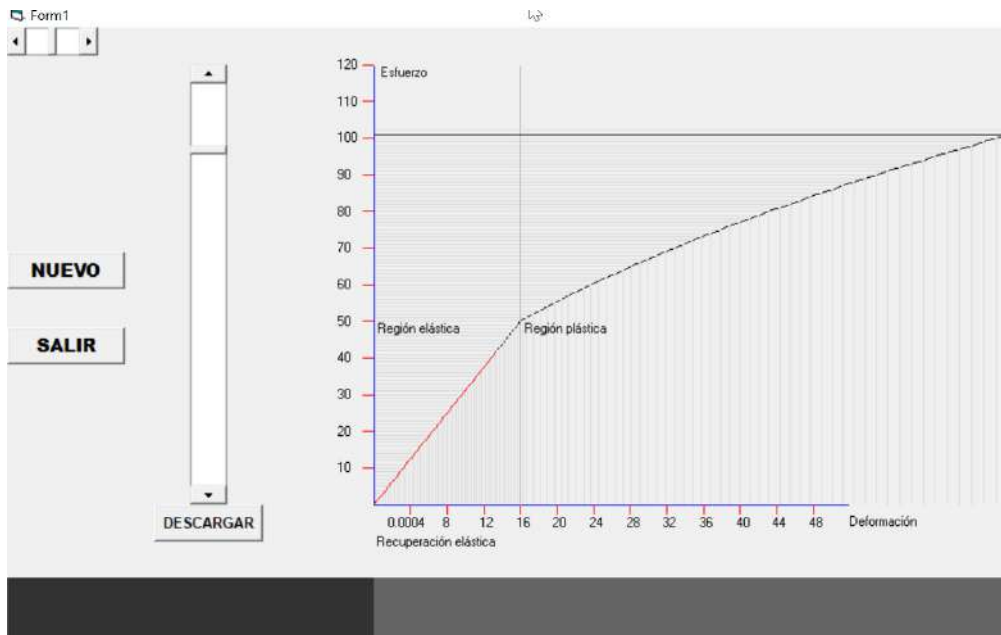 Form1
120
Esfuerzo
110
100
90
80
70
60
50
Región elástica
Región plástica
40
30
20
10
NUEVO
SALIR
DESCARGAR
0.0004 8 12 16 20 24 28 32 36 40 44 48 Deformación
Recuperación elástica